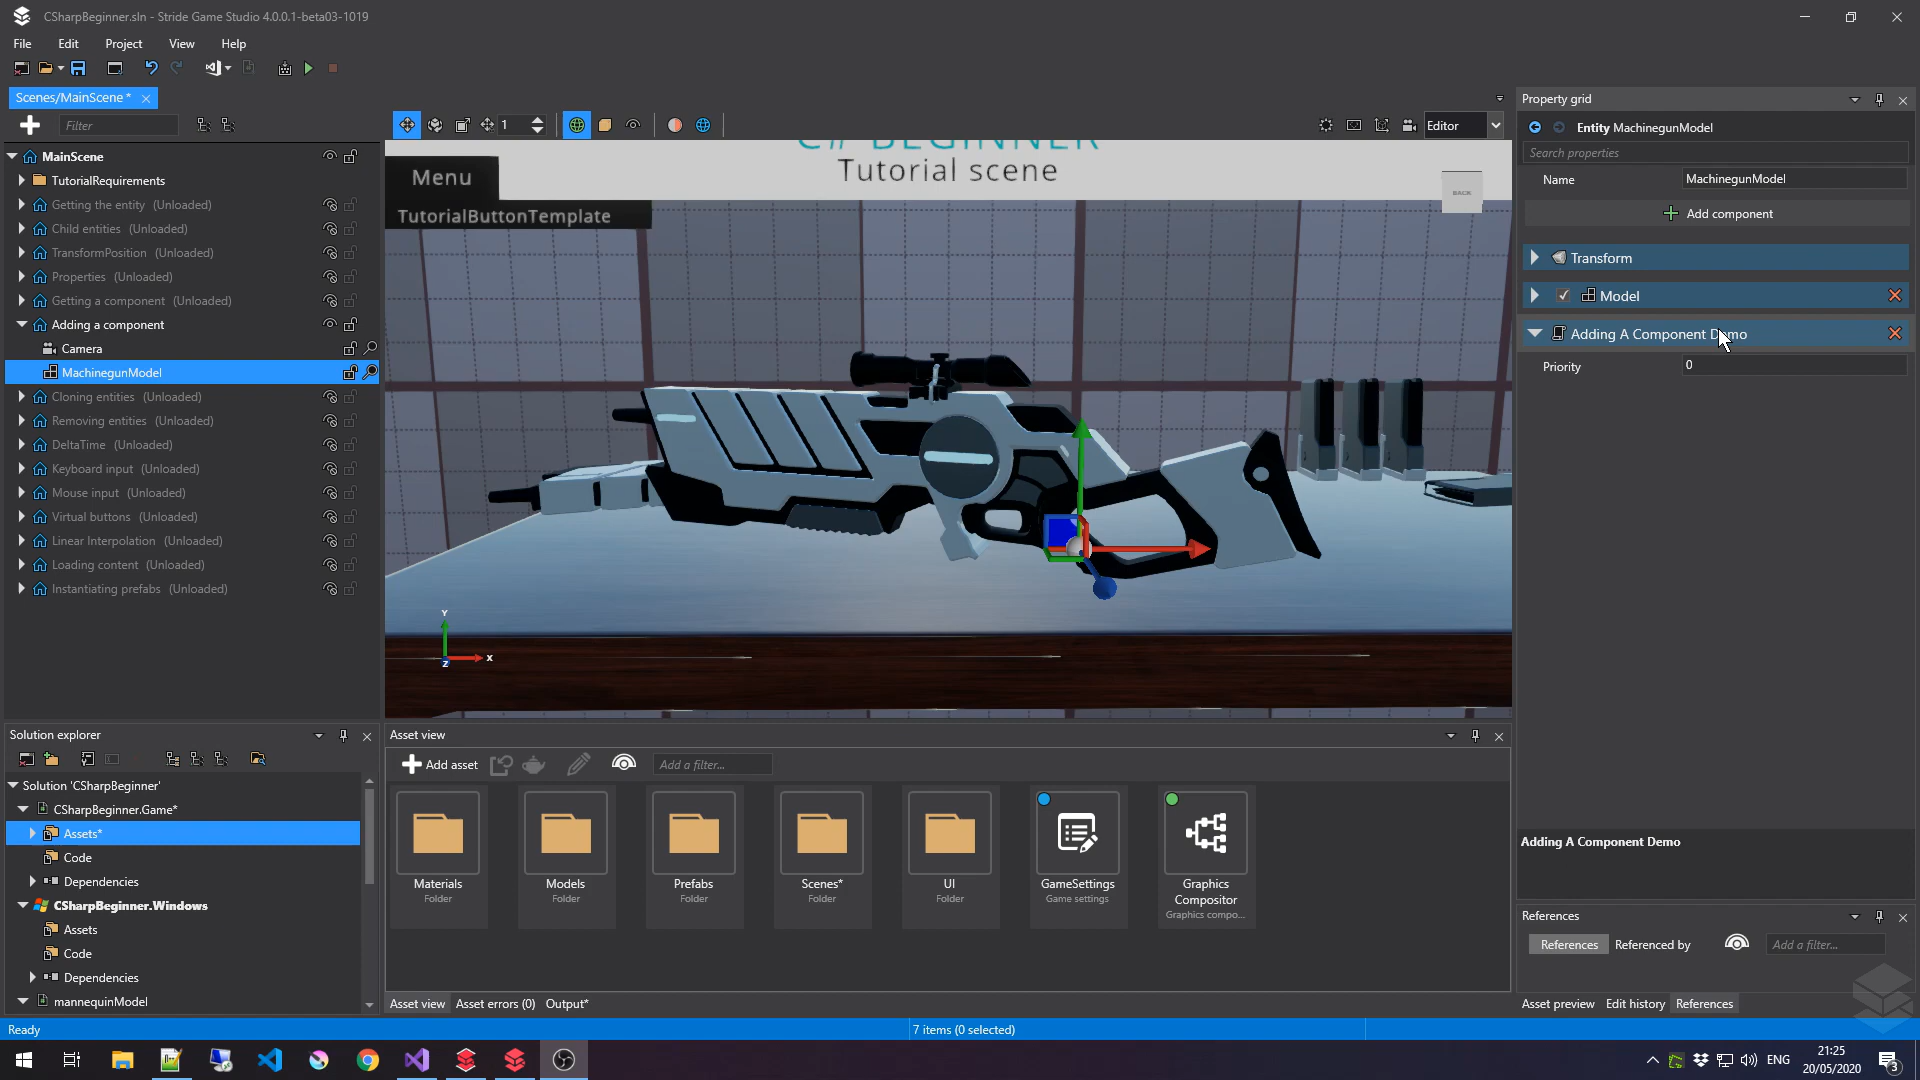 CSharpBeginner.sln - Stride Game Studio 4.0.0.1-beta03-1019
File Edit Project View Help
Scenes/MainScene *
Filter
MainScene
TutorialRequirements
Getting the entity (Unloaded)
Child entities (Unloaded)
TransformPosition (Unloaded)
Properties (Unloaded)
Getting a component (Unloaded)
Adding a component
Camera
MachinegunModel
Cloning entities (Unloaded)
Removing entities (Unloaded)
DeltaTime (Unloaded)
Keyboard input (Unloaded)
Mouse input (Unloaded)
Virtual buttons (Unloaded)
Linear Interpolation (Unloaded)
Loading content (Unloaded)
Instantiating prefabs (Unloaded)
1
Editor
C# BEGINNER
Tutorial scene
Menu
TutorialButtonTemplate
BACK
Y
X
Z
Property grid
Entity MachinegunModel
Search properties
Name MachinegunModel
Add component
Transform
Model
Adding A Component Demo
Priority 0
Adding A Component Demo
References
References Referenced by Add a filter...
Asset preview Edit history References
Solution explorer
Solution 'CSharpBeginner'
CSharpBeginner.Game*
Assets*
Code
Dependencies
CSharpBeginner.Windows
Assets
Code
Dependencies
mannequinModel
Asset view
Add asset Add a filter...
Materials
Folder
Models
Folder
Prefabs
Folder
Scenes*
Folder
UI
Folder
GameSettings
Game settings
Graphics
Compositor
Graphics compo...
Asset view Asset errors (0) Output*
Ready 7 items (0 selected)
ENG
21:25
20/05/2020
3